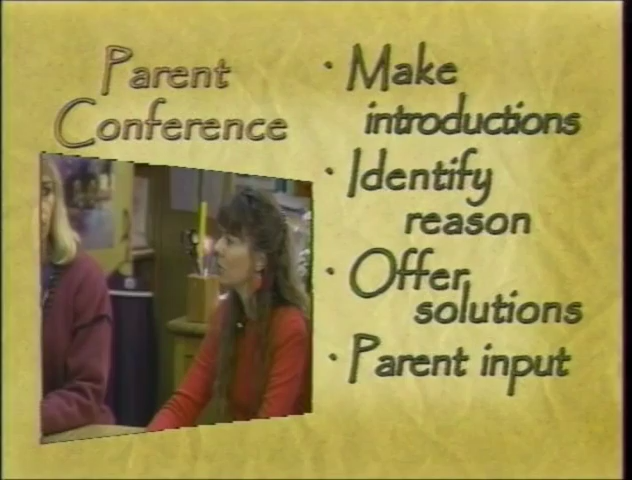 Parent
Conference
· Make
introductions
· Identify
reason
· Offer
solutions
· Parent input